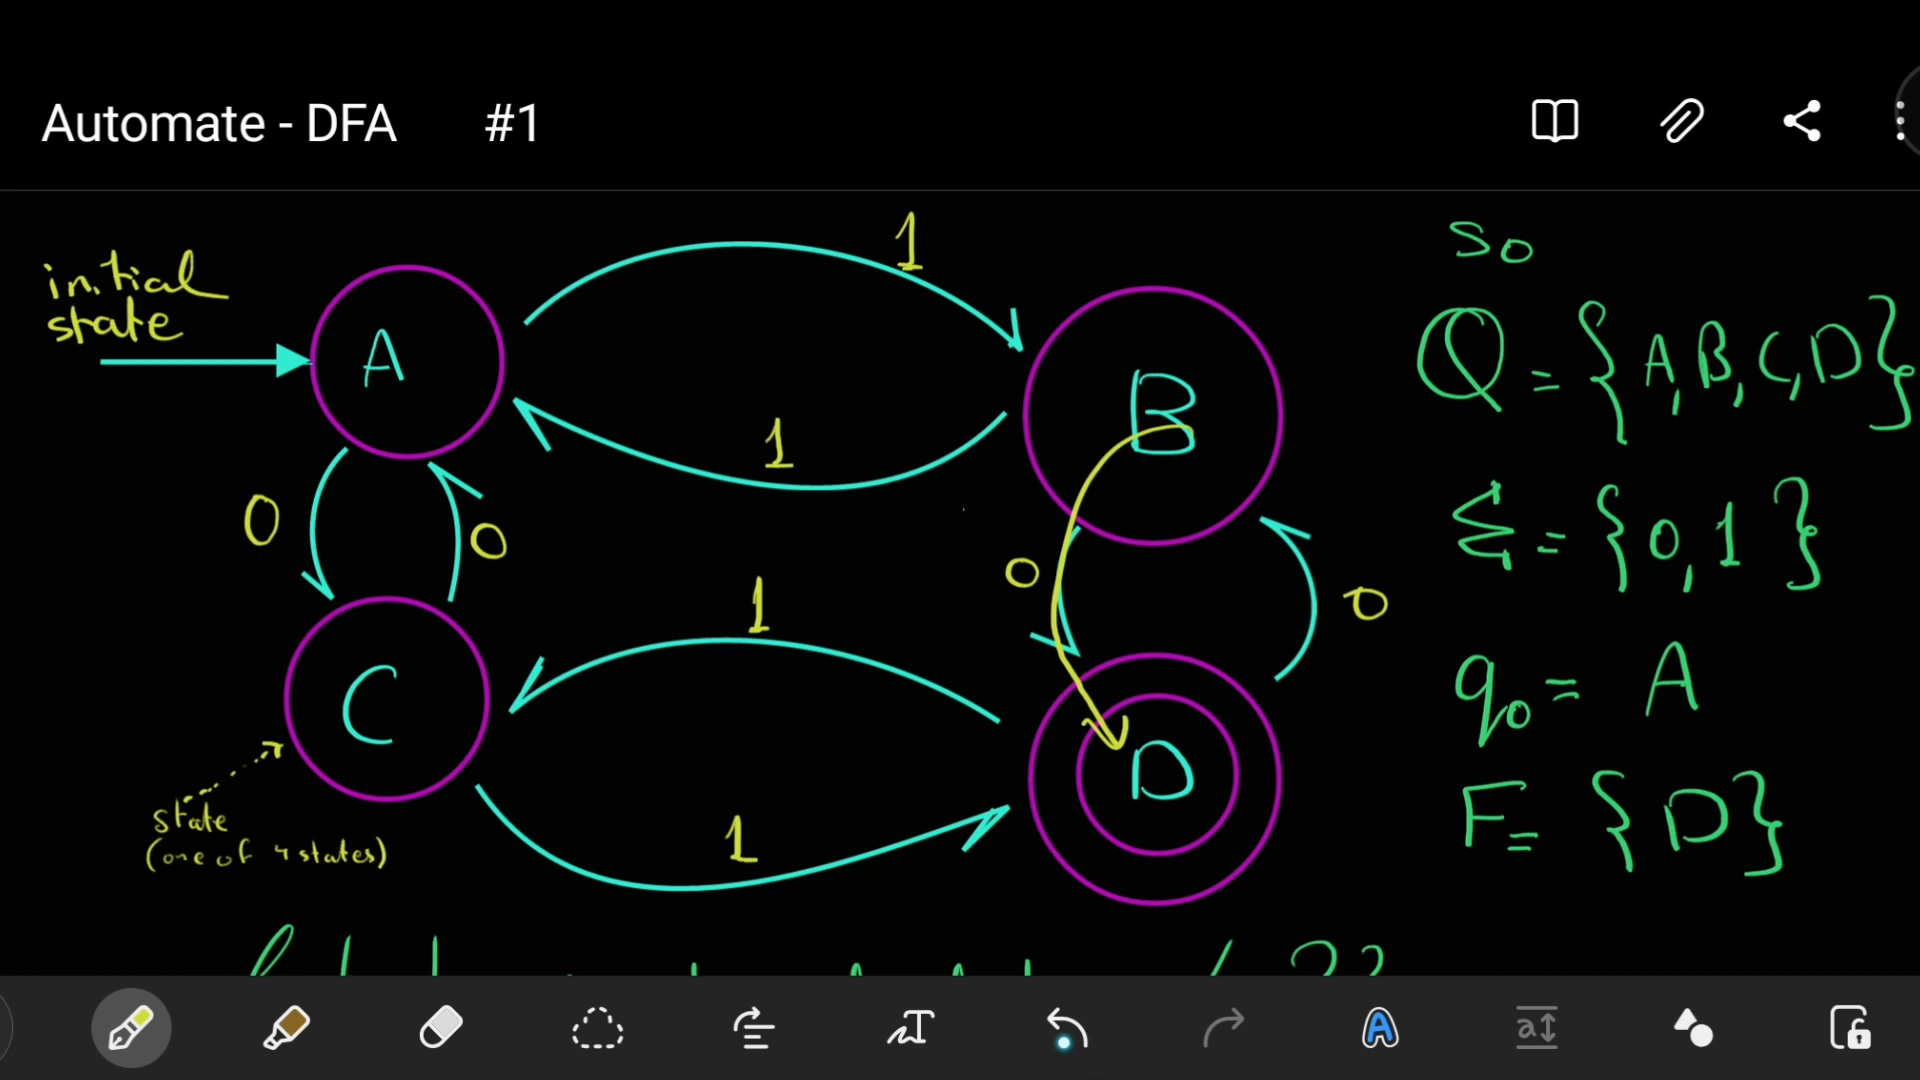 Automate - DFA #1
initial
state
A
1
B
1
0
0
0
0
1
C
D
1
state
(one of 4 states)
so
Q = {A, B, C, D}
Σ = {0, 1}
q0 = A
F = {D}